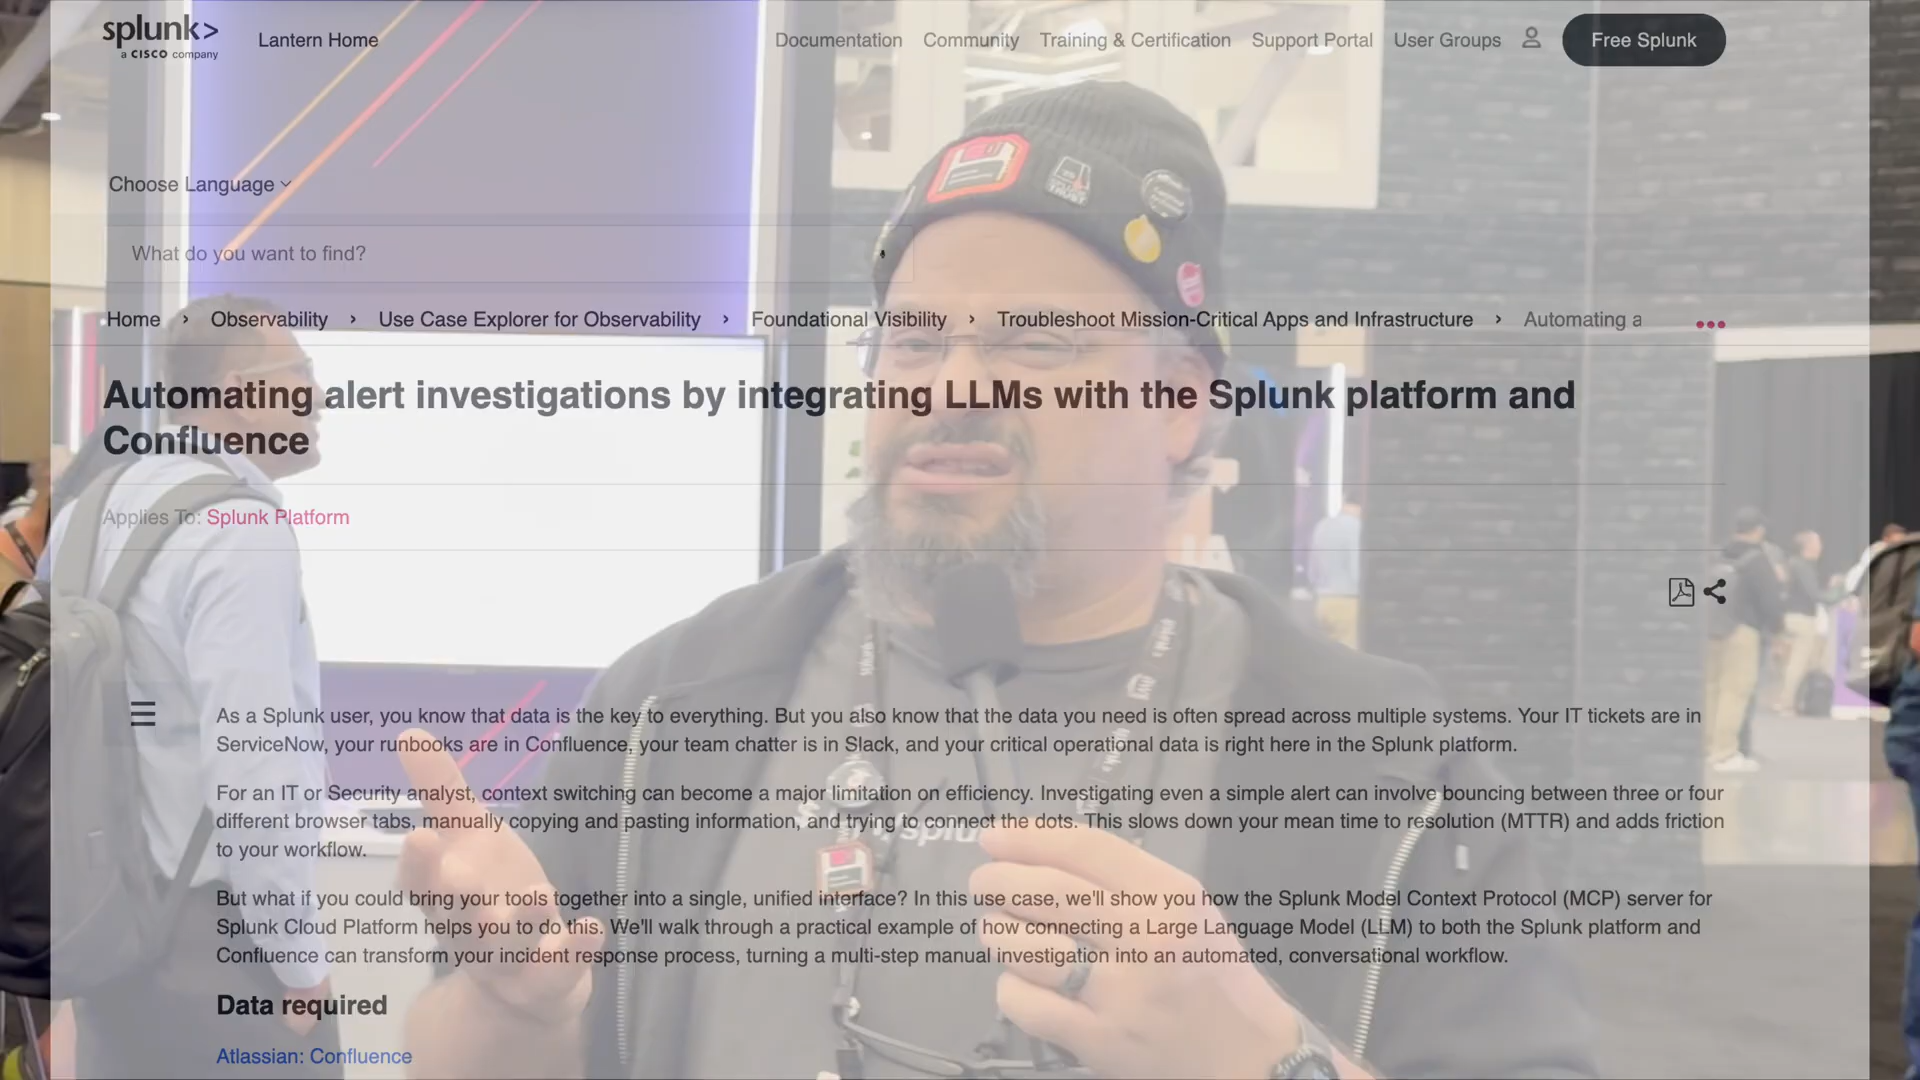 splunk>
a CISCO company
Lantern Home
Documentation
Community
Training & Certification
Support Portal
User Groups
Free Splunk
Choose Language
What do you want to find?
Home › Observability › Use Case Explorer for Observability › Foundational Visibility › Troubleshoot Mission-Critical Apps and Infrastructure › Automating a
Automating alert investigations by integrating LLMs with the Splunk platform and
Confluence
Applies To: Splunk Platform
As a Splunk user, you know that data is the key to everything. But you also know that the data you need is often spread across multiple systems. Your IT tickets are in
ServiceNow, your runbooks are in Confluence, your team chatter is in Slack, and your critical operational data is right here in the Splunk platform.
For an IT or Security analyst, context switching can become a major limitation on efficiency. Investigating even a simple alert can involve bouncing between three or four
different browser tabs, manually copying and pasting information, and trying to connect the dots. This slows down your mean time to resolution (MTTR) and adds friction
to your workflow.
But what if you could bring your tools together into a single, unified interface? In this use case, we'll show you how the Splunk Model Context Protocol (MCP) server for
Splunk Cloud Platform helps you to do this. We'll walk through a practical example of how connecting a Large Language Model (LLM) to both the Splunk platform and
Confluence can transform your incident response process, turning a multi-step manual investigation into an automated, conversational workflow.
Data required
Atlassian: Confluence